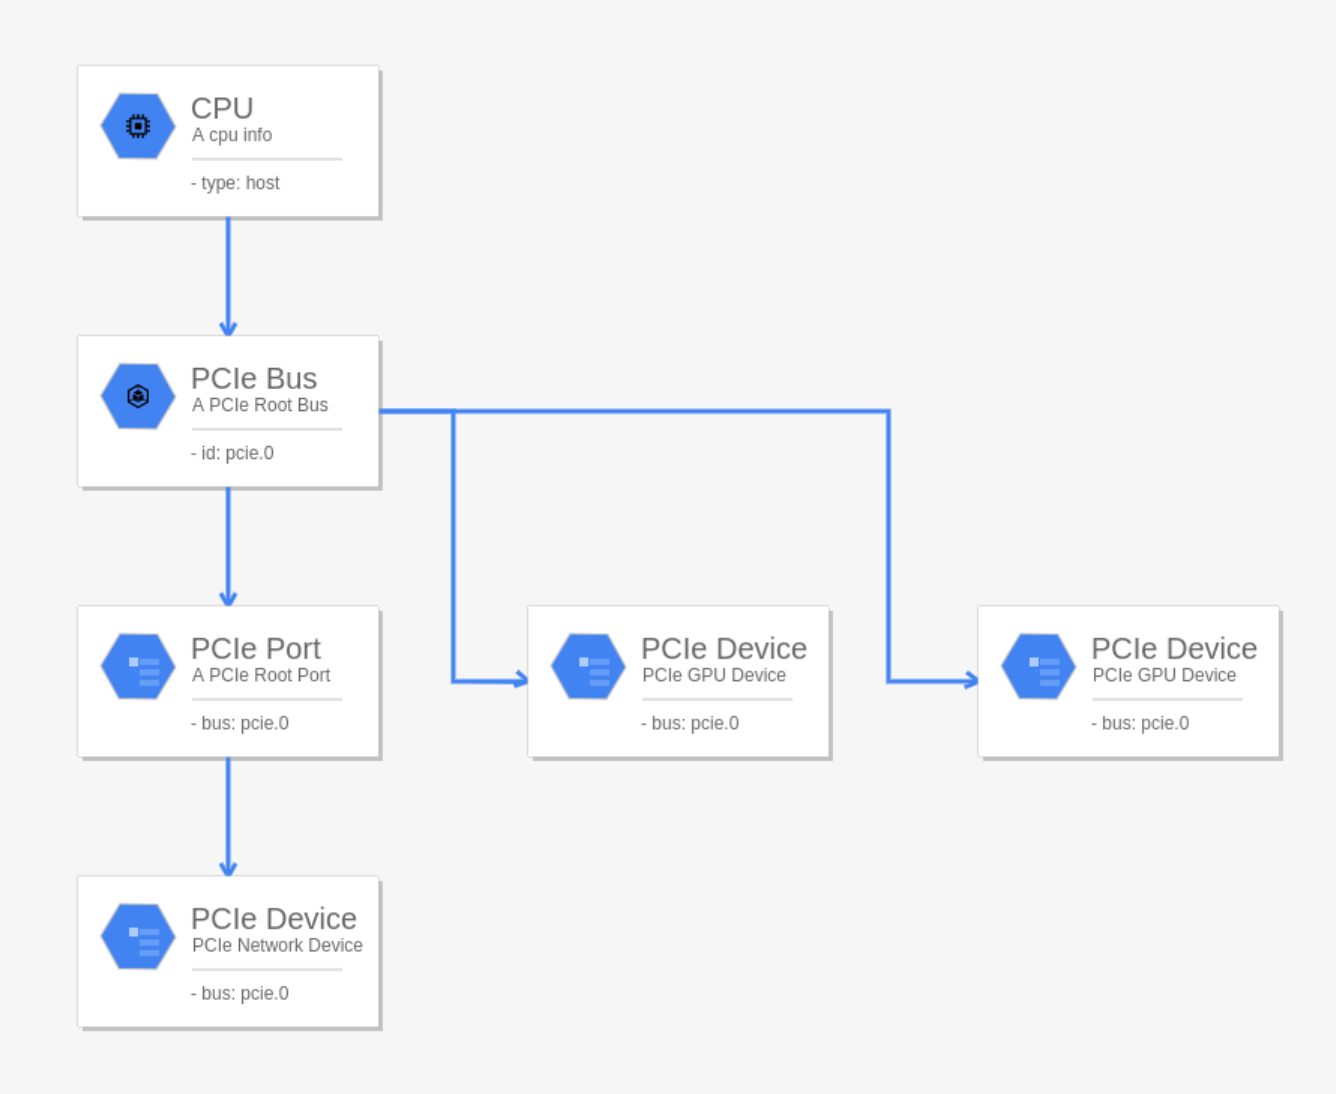 CPU
A cpu info
- type: host
PCIe Bus
A PCIe Root Bus
- id: pcie.0
PCIe Port
A PCIe Root Port
- bus: pcie.0
PCIe Device
PCIe GPU Device
- bus: pcie.0
PCIe Device
PCIe GPU Device
- bus: pcie.0
PCIe Device
PCIe Network Device
- bus: pcie.0